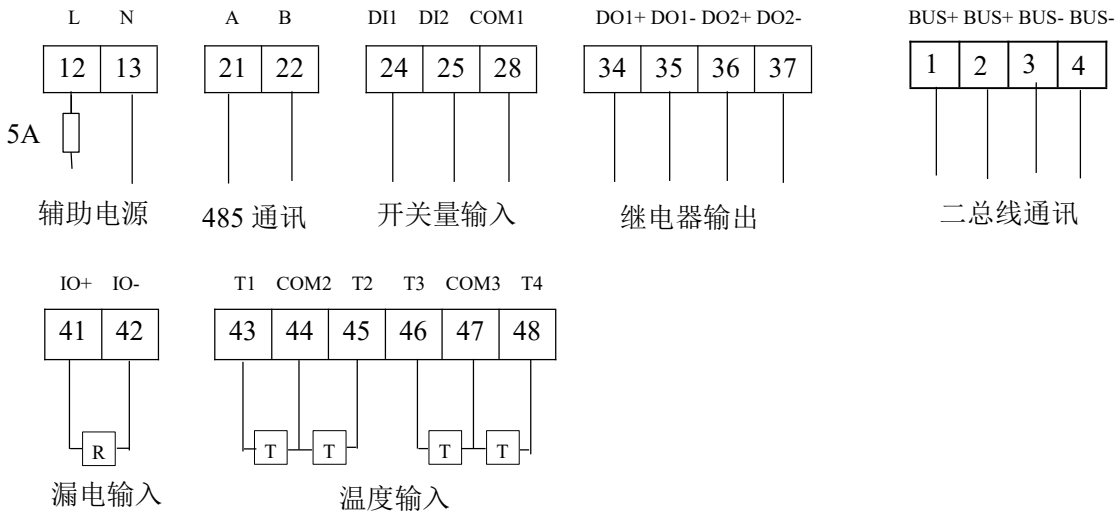 L N A B DI1 DI2 COM1 DO1+ DO1- DO2+ DO2- BUS+ BUS+ BUS- BUS-
12 13 21 22 24 25 28 34 35 36 37 1 2 3 4
5A
辅助电源 485 通讯 开关量输入 继电器输出 二总线通讯
IO+ IO- T1 COM2 T2 T3 COM3 T4
41 42 43 44 45 46 47 48
R T T T T
漏电输入 温度输入